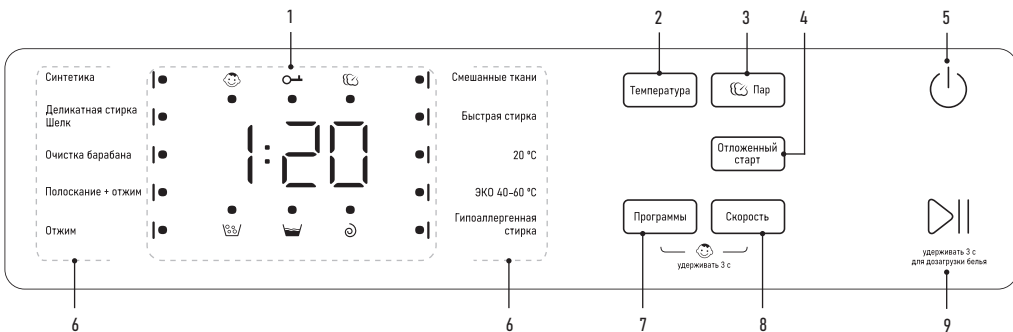 1
2
3
4
5
Синтетика
Деликатная стирка
Шелк
Очистка барабана
Полоскание + отжим
Отжим
1:20
Смешанные ткани
Быстрая стирка
20 °C
ЭКО 40–60 °C
Гипоаллергенная
стирка
Температура
Пар
Отложенный
старт
Программы
Скорость
удерживать 3 с
удерживать 3 с
для дозагрузки белья
6
6
7
8
9